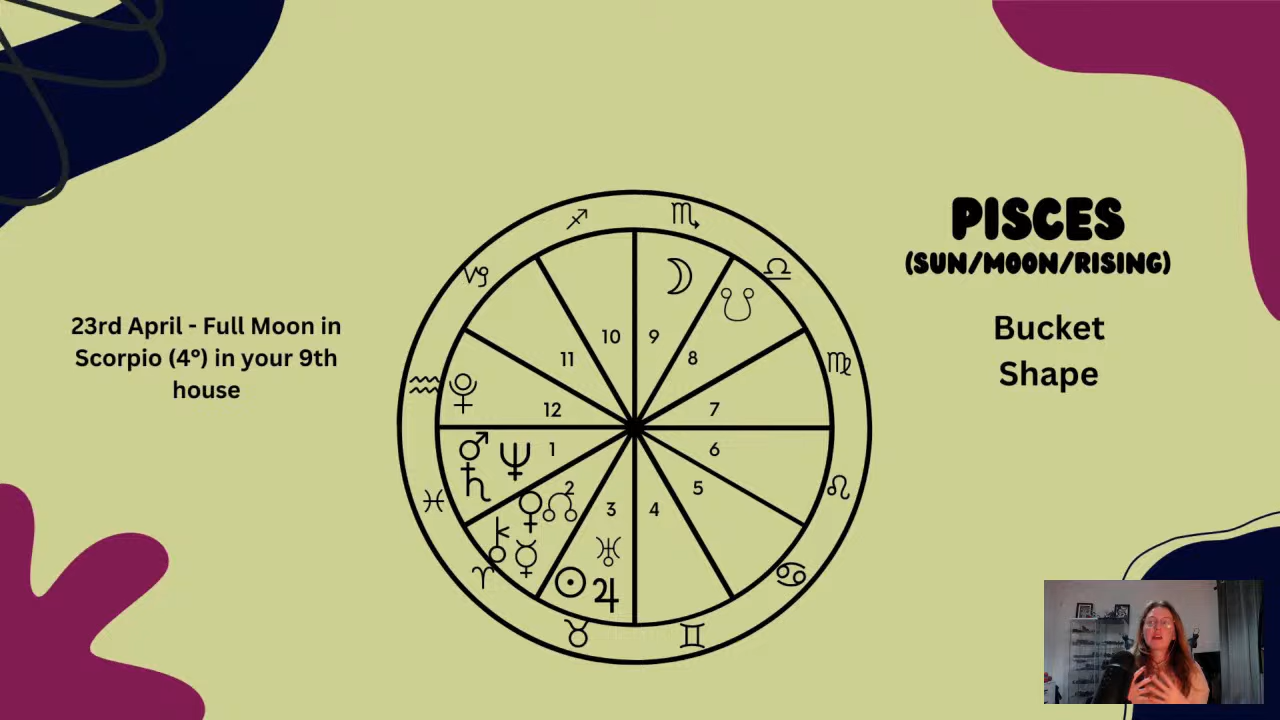 PISCES
(SUN/MOON/RISING)
Bucket
Shape
23rd April - Full Moon in
Scorpio (4°) in your 9th
house
10
9
11
8
12
7
1
6
2
5
3
4